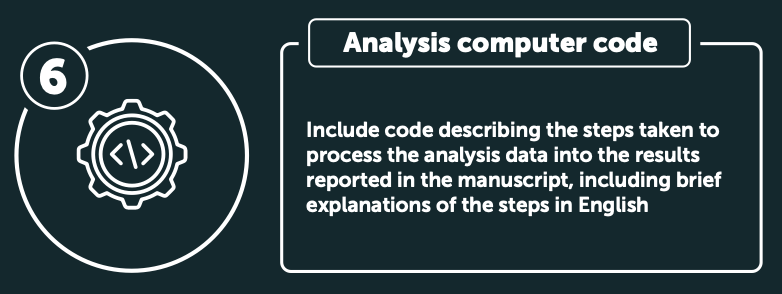 6
Analysis computer code
Include code describing the steps taken to
process the analysis data into the results
reported in the manuscript, including brief
explanations of the steps in English